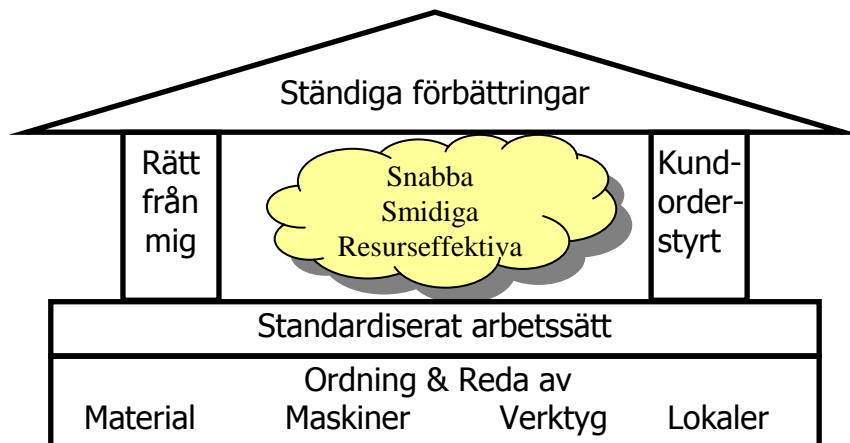 Ständiga förbättringar
Rätt
från
mig
Snabba
Smidiga
Resurseffektiva
Kund-
order-
styrt
Standardiserat arbetssätt
Ordning & Reda av
Material Maskiner Verktyg Lokaler